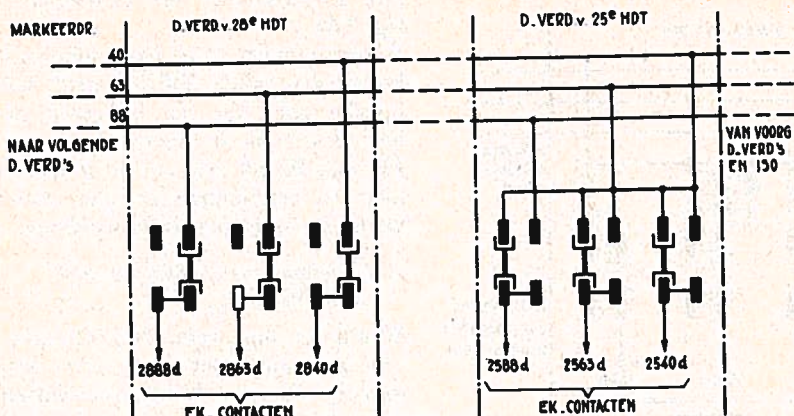 MARKEERDR.
D.VERD.v.28e HDT
D.VERD.v.25e HDT
40
63
88
NAAR VOLGENDE
D.VERD's
VAN VOORG
D.VERD's
EN 150
2888d 2863d 2840d
2588d 2563d 2540d
EK.CONTACTEN
EK.CONTACTEN